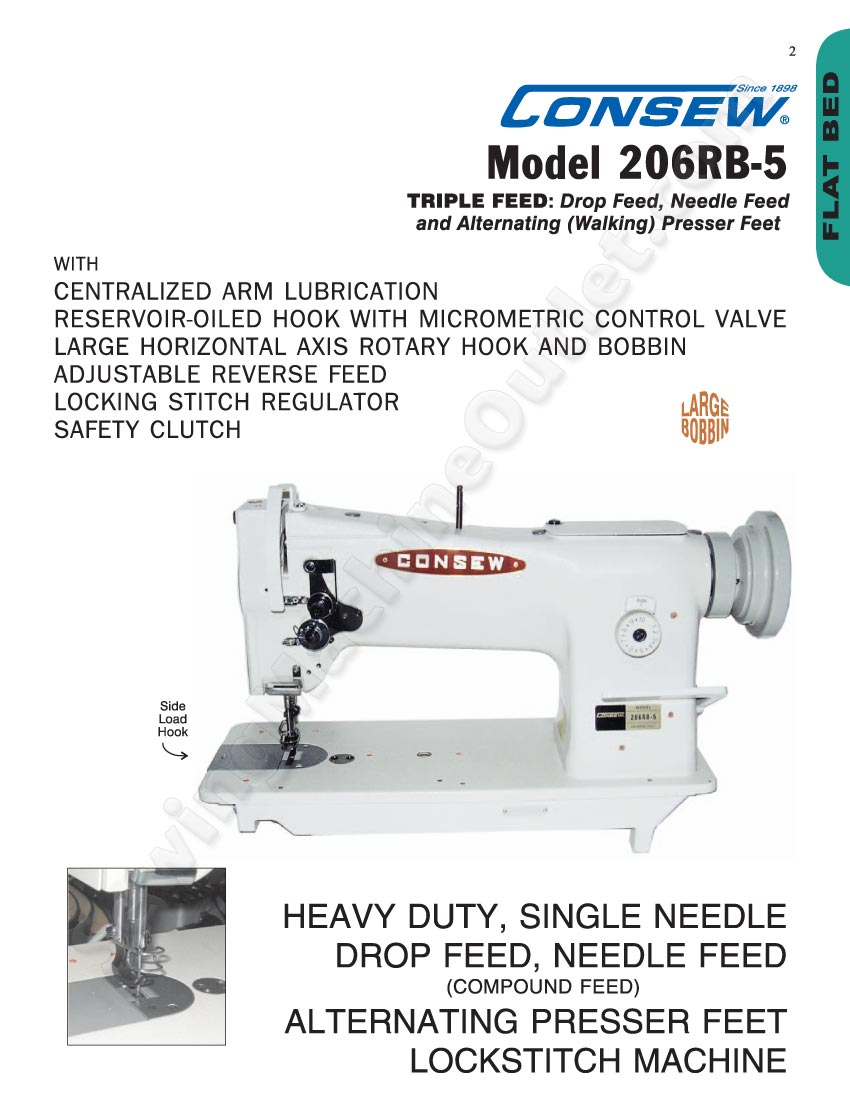 2
Since 1898
CONSEW®
Model 206RB-5
TRIPLE FEED: Drop Feed, Needle Feed
and Alternating (Walking) Presser Feet
FLAT BED
WITH
CENTRALIZED ARM LUBRICATION
RESERVOIR-OILED HOOK WITH MICROMETRIC CONTROL VALVE
LARGE HORIZONTAL AXIS ROTARY HOOK AND BOBBIN
ADJUSTABLE REVERSE FEED
LOCKING STITCH REGULATOR
SAFETY CLUTCH
LARGE
BOBBIN
CONSEW
Side
Load
Hook
MODEL
CONSEW
206RB-5
HEAVY DUTY, SINGLE NEEDLE
DROP FEED, NEEDLE FEED
(COMPOUND FEED)
ALTERNATING PRESSER FEET
LOCKSTITCH MACHINE
wingMachineOutlet.com